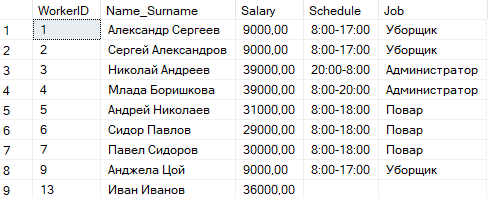 WorkerID Name_Surname Salary Schedule Job
1 1 Александр Сергеев 9000,00 8:00-17:00 Уборщик
2 2 Сергей Александров 9000,00 8:00-17:00 Уборщик
3 3 Николай Андреев 39000,00 20:00-8:00 Администратор
4 4 Млада Боришкова 39000,00 8:00-20:00 Администратор
5 5 Андрей Николаев 31000,00 8:00-18:00 Повар
6 6 Сидор Павлов 29000,00 8:00-18:00 Повар
7 7 Павел Сидоров 30000,00 8:00-18:00 Повар
8 9 Анджела Цой 9000,00 8:00-17:00 Уборщик
9 13 Иван Иванов 36000,00